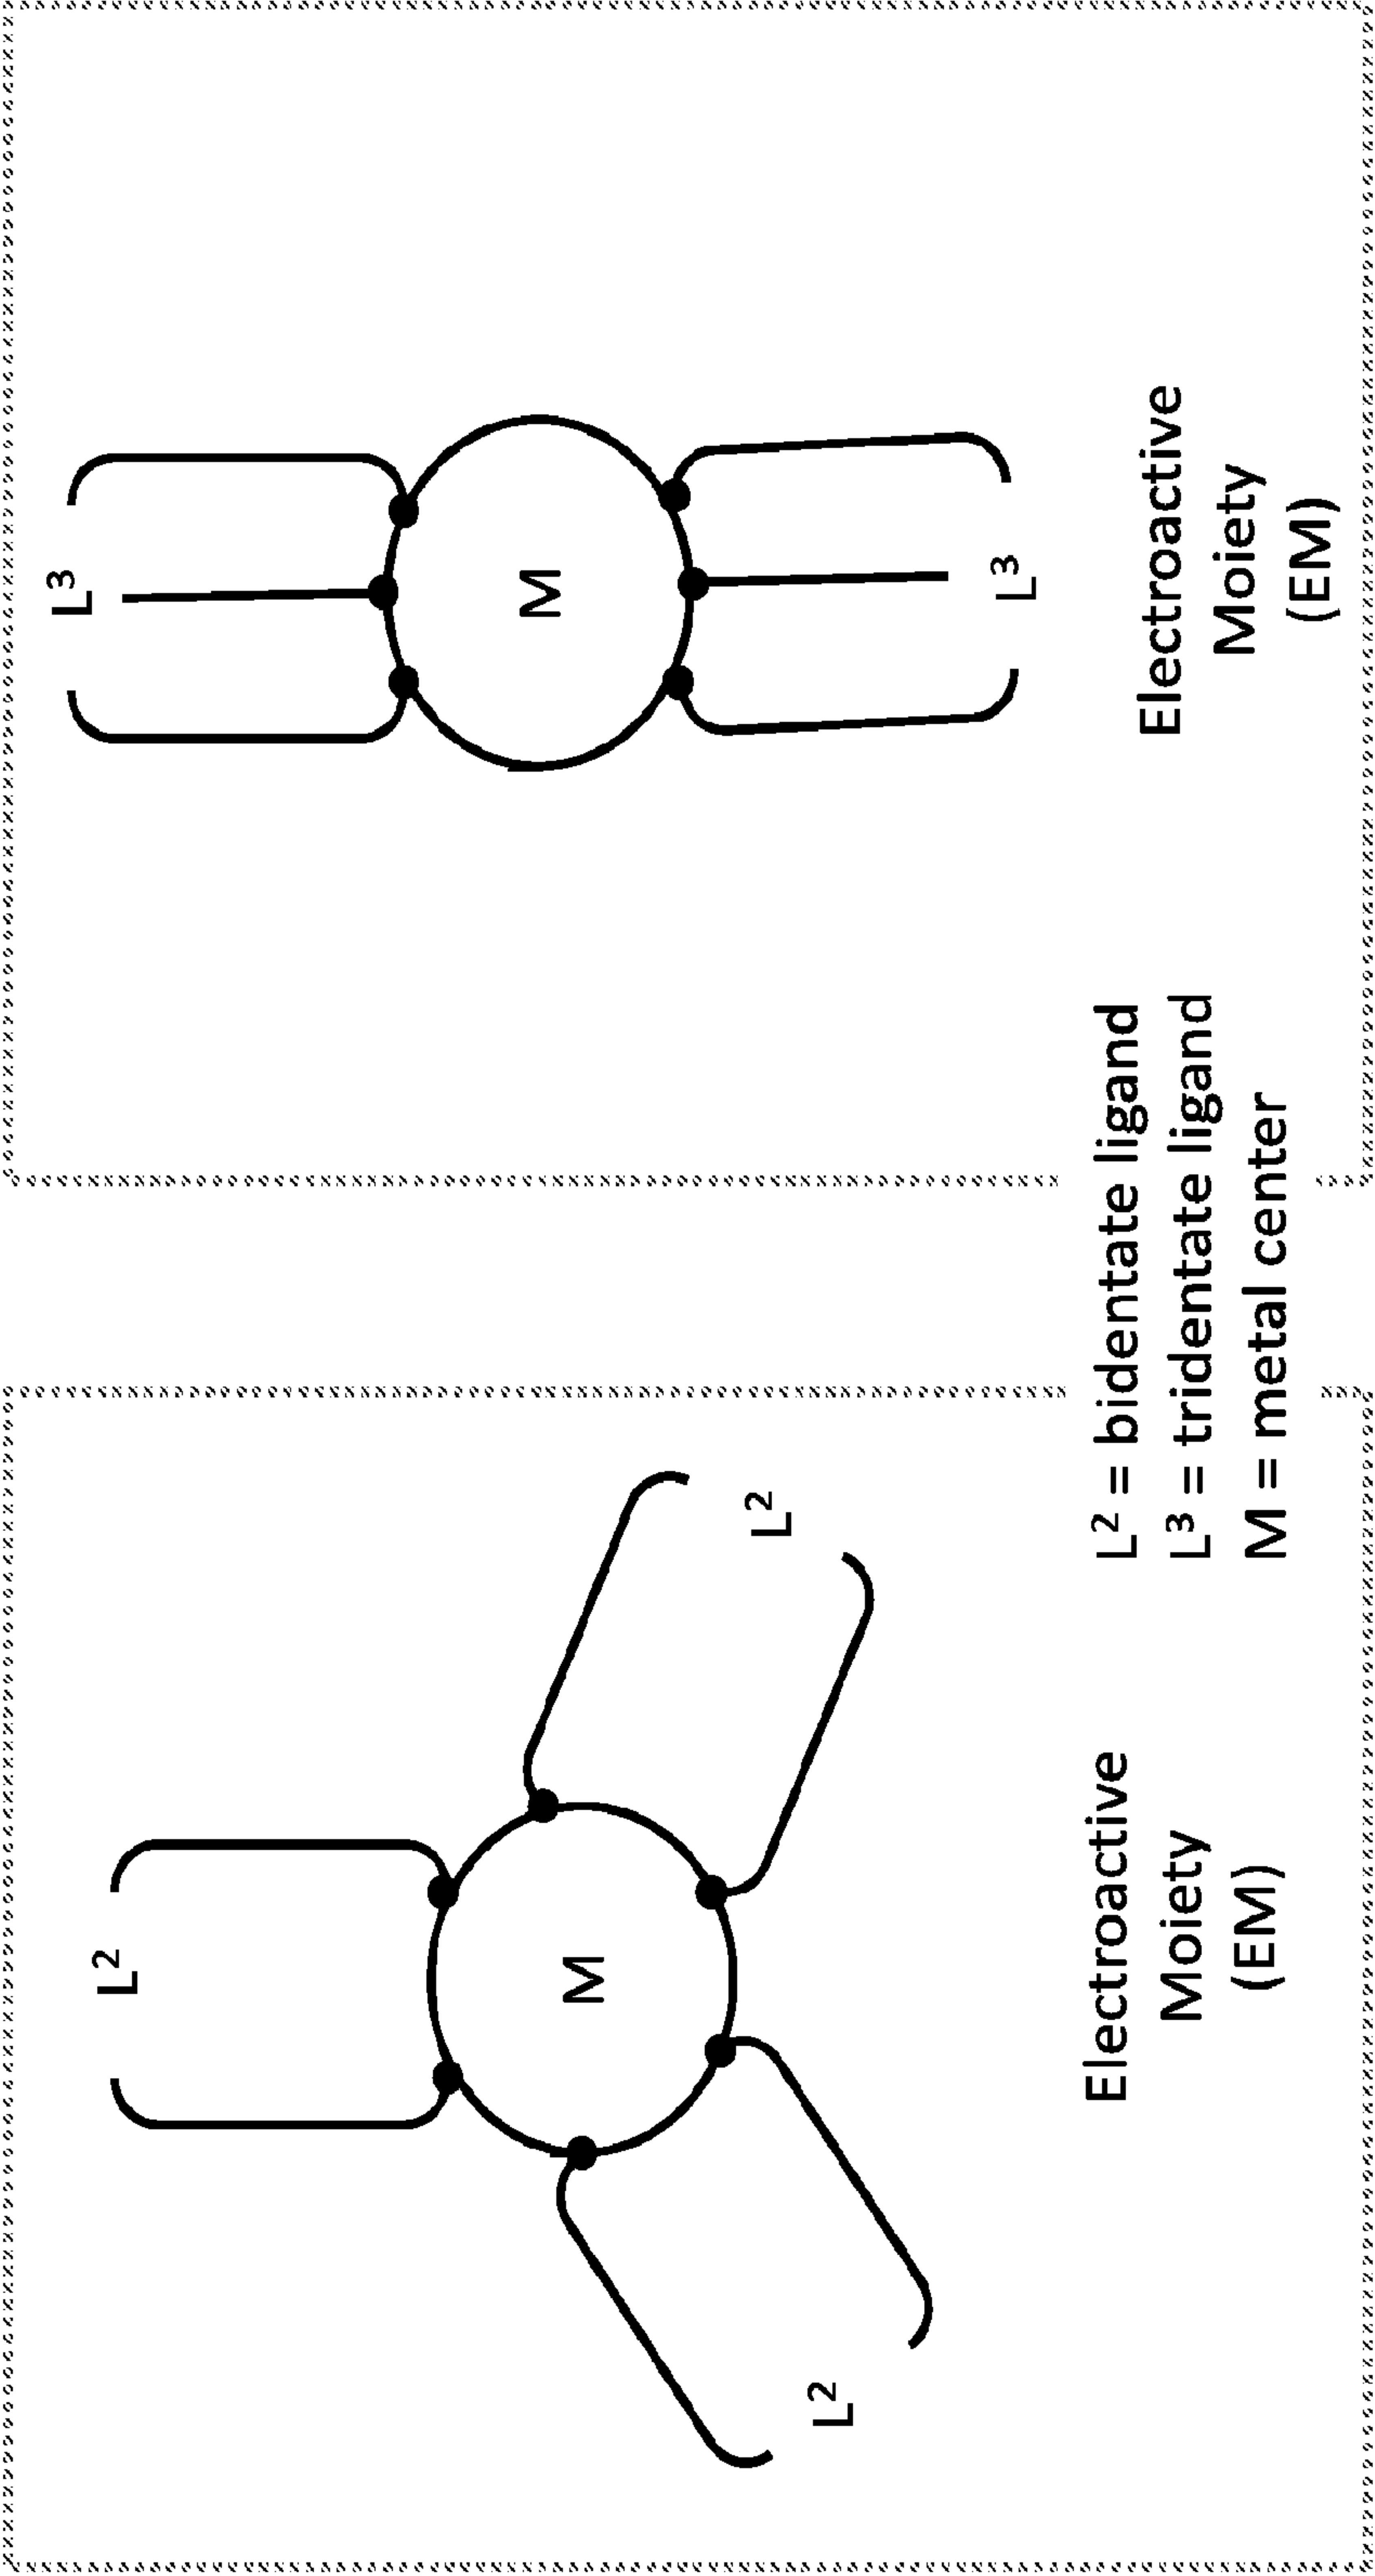 L²
L²
L²
M
Electroactive
Moiety
(EM)
L² = bidentate ligand
L³ = tridentate ligand
M = metal center
L³
M
L³
Electroactive
Moiety
(EM)